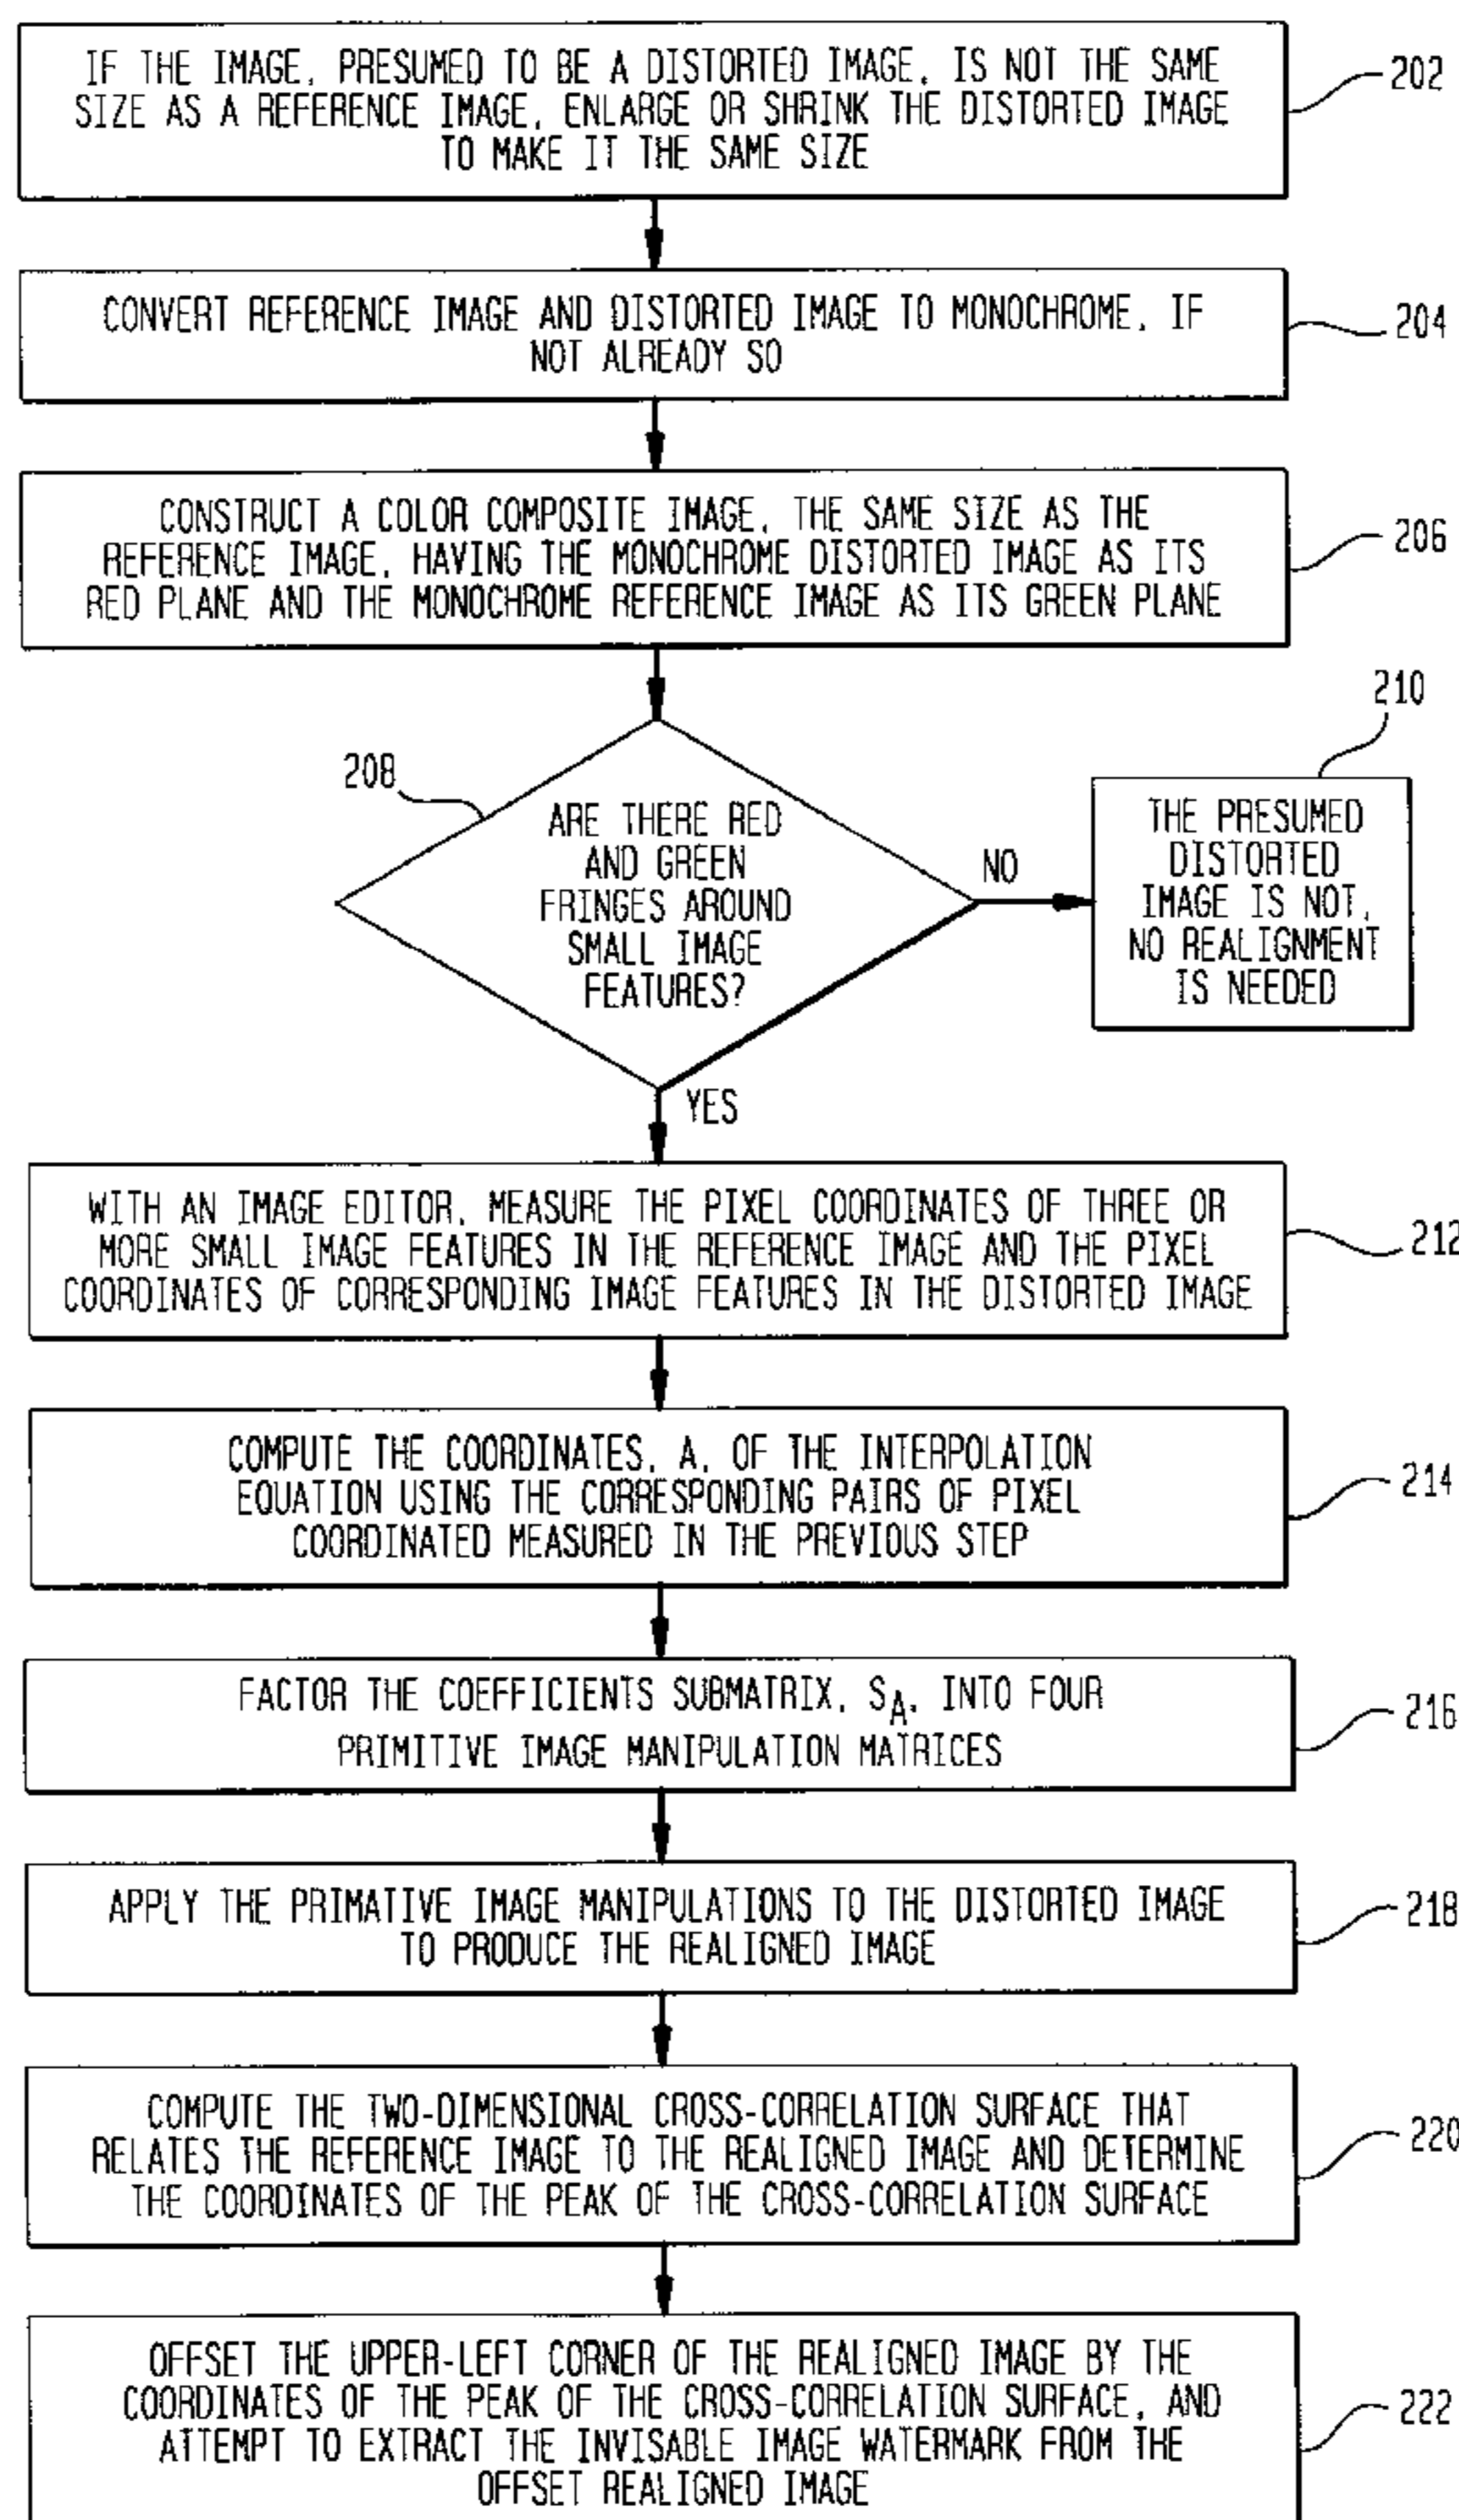 IF THE IMAGE, PRESUMED TO BE A DISTORTED IMAGE, IS NOT THE SAME
SIZE AS A REFERENCE IMAGE, ENLARGE OR SHRINK THE DISTORTED IMAGE
TO MAKE IT THE SAME SIZE
202
CONVERT REFERENCE IMAGE AND DISTORTED IMAGE TO MONOCHROME, IF
NOT ALREADY SO
204
CONSTRUCT A COLOR COMPOSITE IMAGE, THE SAME SIZE AS THE
REFERENCE IMAGE, HAVING THE MONOCHROME DISTORTED IMAGE AS ITS
RED PLANE AND THE MONOCHROME REFERENCE IMAGE AS ITS GREEN PLANE
206
208
ARE THERE RED
AND GREEN
FRINGES AROUND
SMALL IMAGE
FEATURES?
NO
210
THE PRESUMED
DISTORTED
IMAGE IS NOT,
NO REALIGNMENT
IS NEEDED
YES
WITH AN IMAGE EDITOR, MEASURE THE PIXEL COORDINATES OF THREE OR
MORE SMALL IMAGE FEATURES IN THE REFERENCE IMAGE AND THE PIXEL
COORDINATES OF CORRESPONDING IMAGE FEATURES IN THE DISTORTED IMAGE
212
COMPUTE THE COORDINATES, A, OF THE INTERPOLATION
EQUATION USING THE CORRESPONDING PAIRS OF PIXEL
COORDINATED MEASURED IN THE PREVIOUS STEP
214
FACTOR THE COEFFICIENTS SUBMATRIX, SA, INTO FOUR
PRIMITIVE IMAGE MANIPULATION MATRICES
216
APPLY THE PRIMATIVE IMAGE MANIPULATIONS TO THE DISTORTED IMAGE
TO PRODUCE THE REALIGNED IMAGE
218
COMPUTE THE TWO-DIMENSIONAL CROSS-CORRELATION SURFACE THAT
RELATES THE REFERENCE IMAGE TO THE REALIGNED IMAGE AND DETERMINE
THE COORDINATES OF THE PEAK OF THE CROSS-CORRELATION SURFACE
220
OFFSET THE UPPER-LEFT CORNER OF THE REALIGNED IMAGE BY THE
COORDINATES OF THE PEAK OF THE CROSS-CORRELATION SURFACE, AND
ATTEMPT TO EXTRACT THE INVISABLE IMAGE WATERMARK FROM THE
OFFSET REALIGNED IMAGE
222